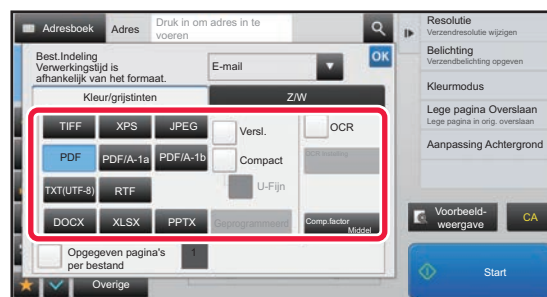 Adresboek
Adres
Druk in om adres in te
voeren
Best.Indeling
Verwerkingstijd is
afhankelijk van het formaat.
E-mail
OK
Kleur/grijstinten
Z/W
TIFF
XPS
JPEG
Versl.
OCR
PDF
PDF/A-1a
PDF/A-1b
Compact
OCR Instelling
TXT(UTF-8)
RTF
U-Fijn
DOCX
XLSX
PPTX
Geprogrammeerd
Comp.factor
Middel
Opgegeven pagina's
per bestand
1
Overige
Resolutie
Verzendresolutie wijzigen
Belichting
Verzendbelichting opgeven
Kleurmodus
Lege pagina Overslaan
Lege pagina in orig. overslaan
Aanpassing Achtergrond
Voorbeeld-
weergave
CA
Start